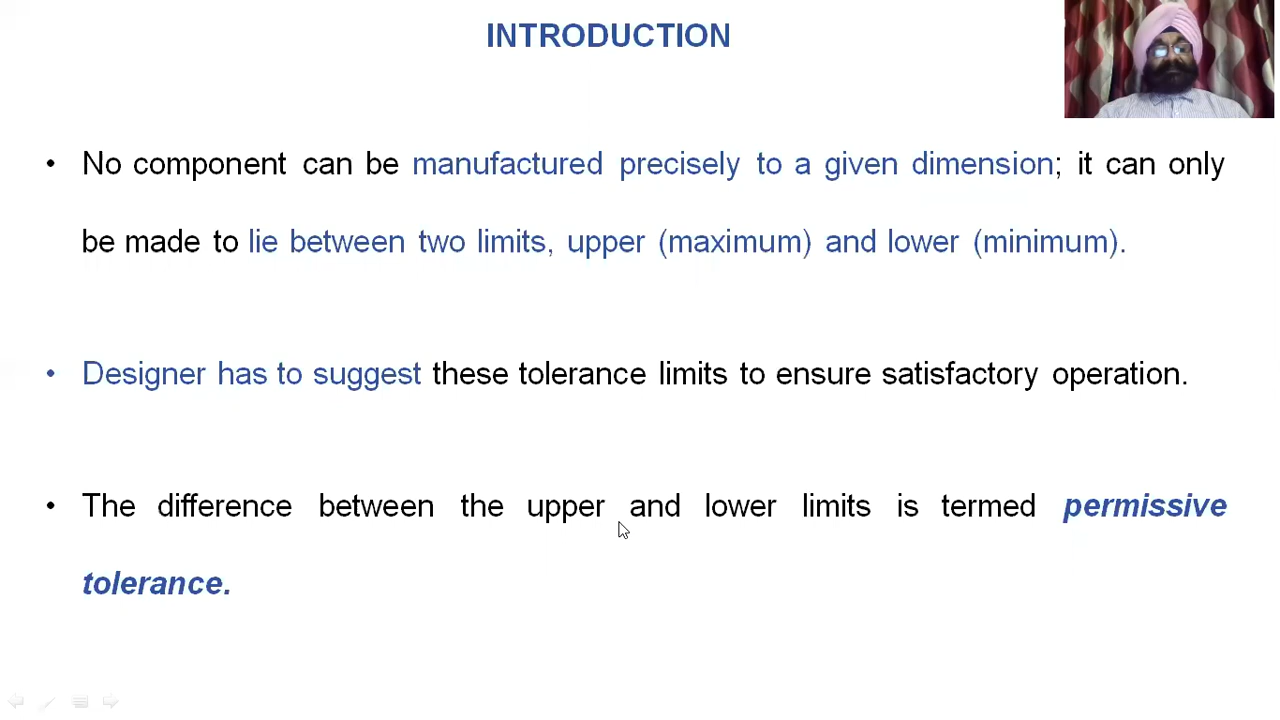 INTRODUCTION
• No component can be manufactured precisely to a given dimension; it can only
be made to lie between two limits, upper (maximum) and lower (minimum).
• Designer has to suggest these tolerance limits to ensure satisfactory operation.
• The difference between the upper and lower limits is termed permissive
tolerance.